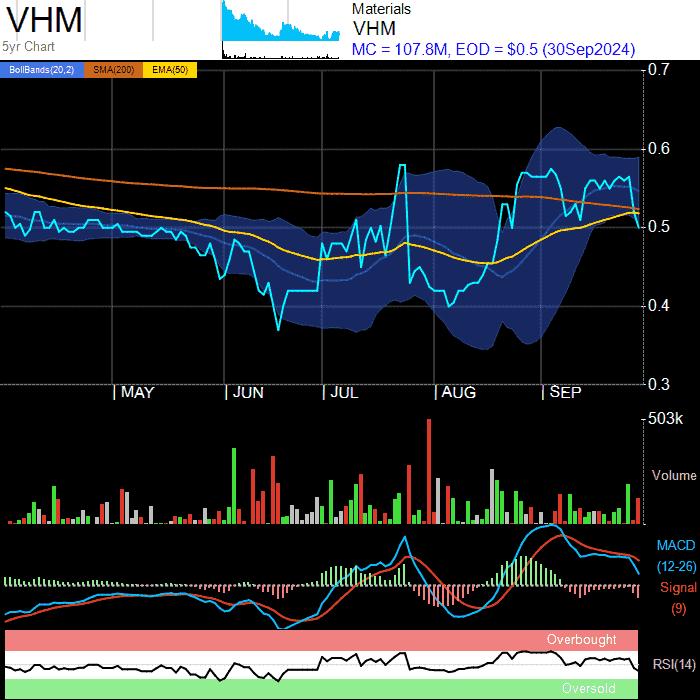 VHM
5yr Chart
Materials
VHM
MC = 107.8M, EOD = $0.5 (30Sep2024)
BollBands(20,2) SMA(200) EMA(50)
0.7
0.6
0.5
0.4
0.3
MAY JUN JUL AUG SEP
503k
Volume
MACD
(12-26)
Signal
(9)
Overbought
RSI(14)
Oversold